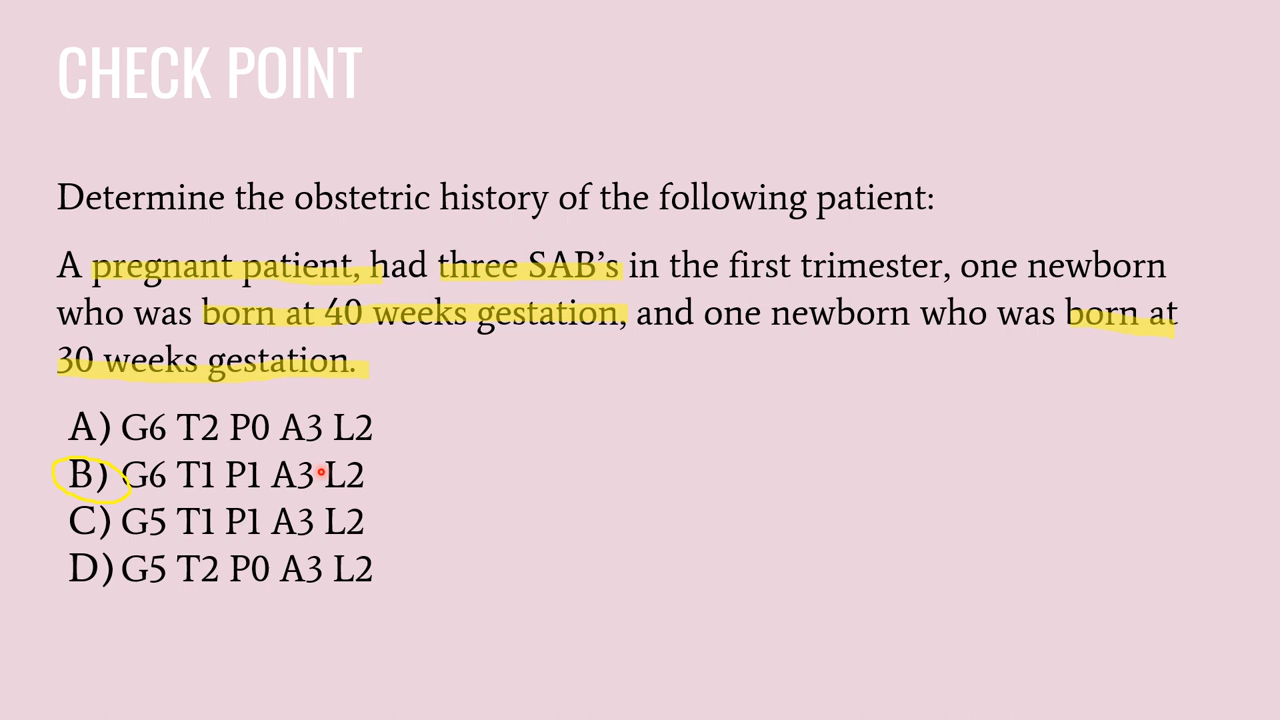 CHECK POINT
Determine the obstetric history of the following patient:
A pregnant patient, had three SAB's in the first trimester, one newborn
who was born at 40 weeks gestation, and one newborn who was born at
30 weeks gestation.
A) G6 T2 P0 A3 L2
B) G6 T1 P1 A3 L2
C) G5 T1 P1 A3 L2
D) G5 T2 P0 A3 L2